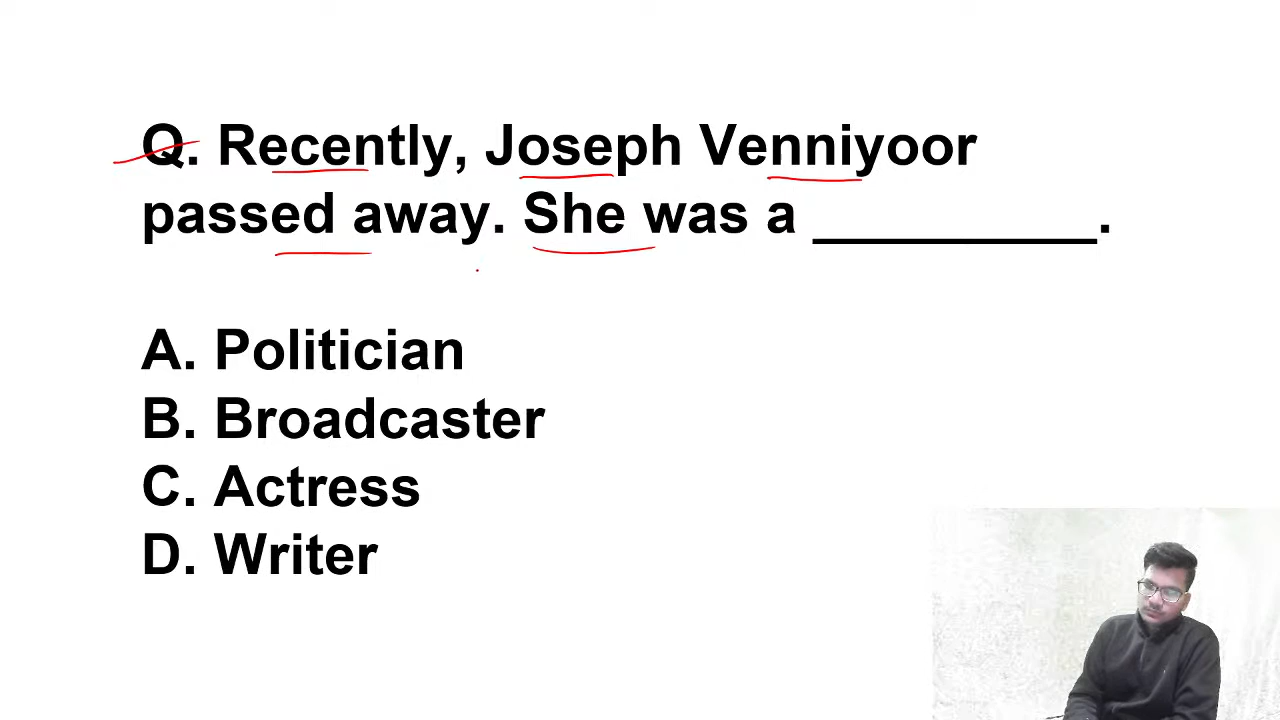 Q. Recently, Joseph Venniyoor
passed away. She was a __________.
A. Politician
B. Broadcaster
C. Actress
D. Writer